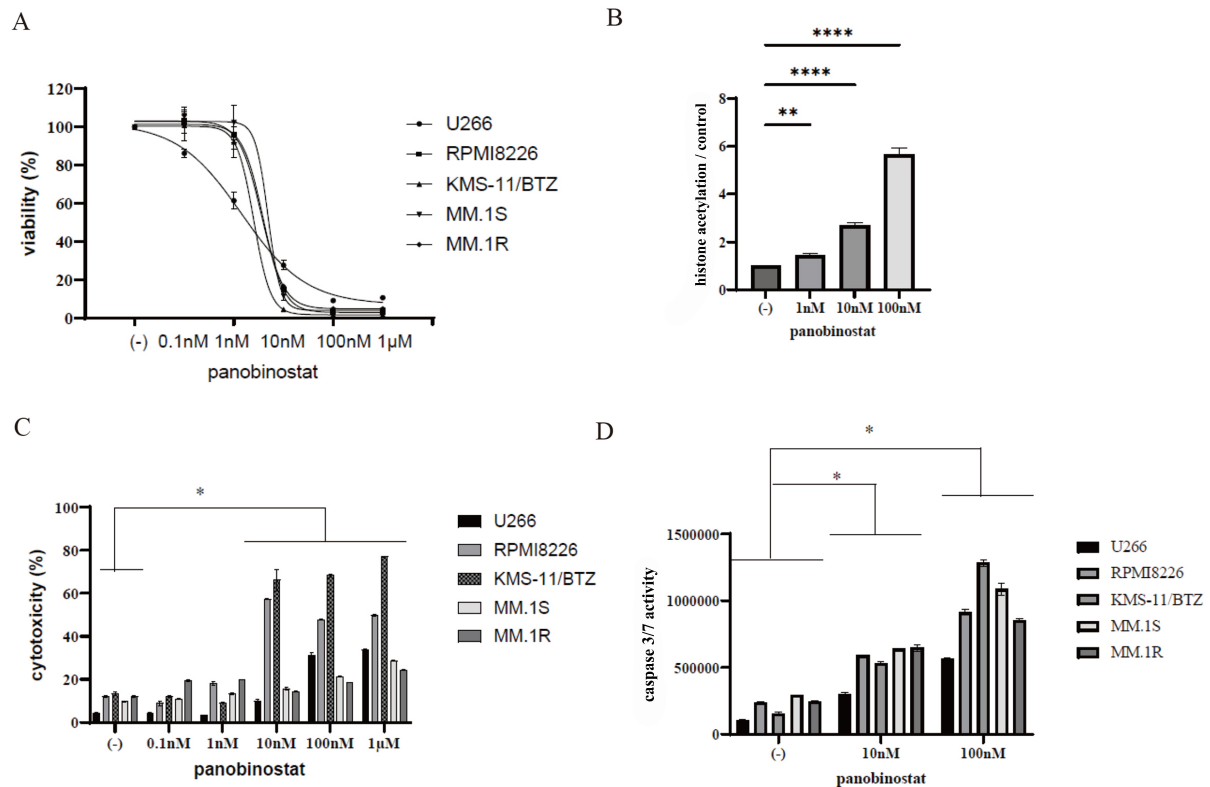 A
120
100
80
60
40
20
0
viability (%)
(-) 0.1nM 1nM 10nM 100nM 1μM
panobinostat
U266
RPMI8226
KMS-11/BTZ
MM.1S
MM.1R
B
****
****
**
8
6
4
2
0
histone acetylation / control
(-) 1nM 10nM 100nM
panobinostat
C
*
100
80
60
40
20
0
cytotoxicity (%)
(-) 0.1nM 1nM 10nM 100nM 1μM
panobinostat
U266
RPMI8226
KMS-11/BTZ
MM.1S
MM.1R
D
*
*
1500000
1000000
500000
0
caspase 3/7 activity
(-) 10nM 100nM
panobinostat
U266
RPMI8226
KMS-11/BTZ
MM.1S
MM.1R